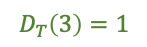 D_T(3) = 1